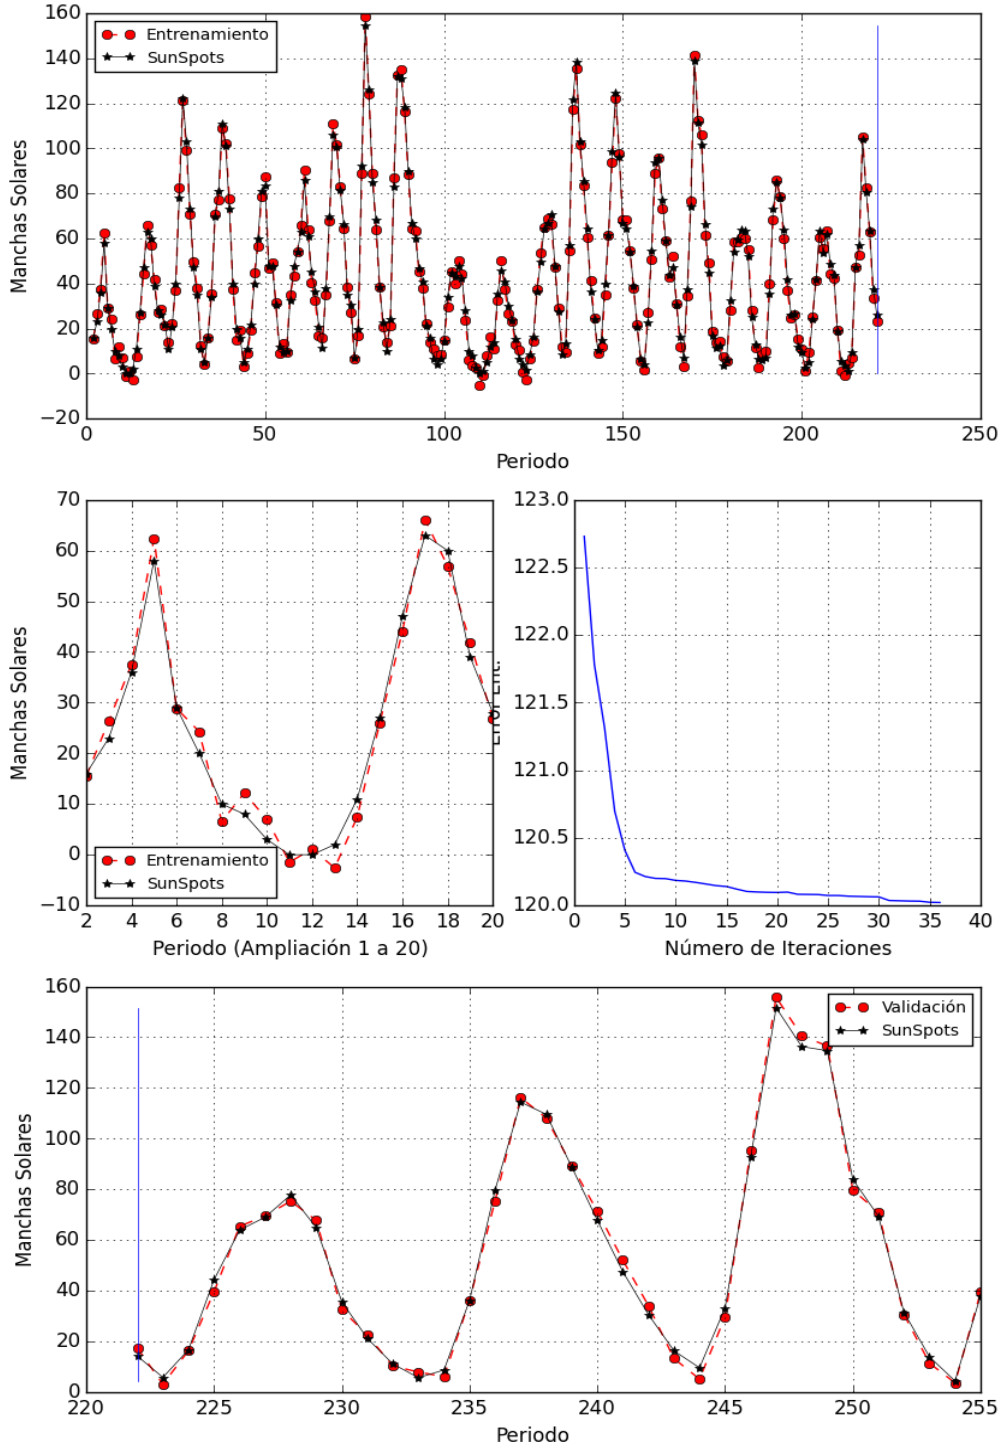 160
140
120
100
80
60
40
20
0
−20
Manchas Solares
Entrenamiento
SunSpots
0 50 100 150 200 250
Periodo
70
60
50
40
30
20
10
0
−10
Manchas Solares
Entrenamiento
SunSpots
2 4 6 8 10 12 14 16 18 20
Periodo (Ampliación 1 a 20)
123.0
122.5
122.0
121.5
121.0
120.5
120.0
Error Ent.
0 5 10 15 20 25 30 35 40
Número de Iteraciones
160
140
120
100
80
60
40
20
0
Manchas Solares
Validación
SunSpots
220 225 230 235 240 245 250 255
Periodo